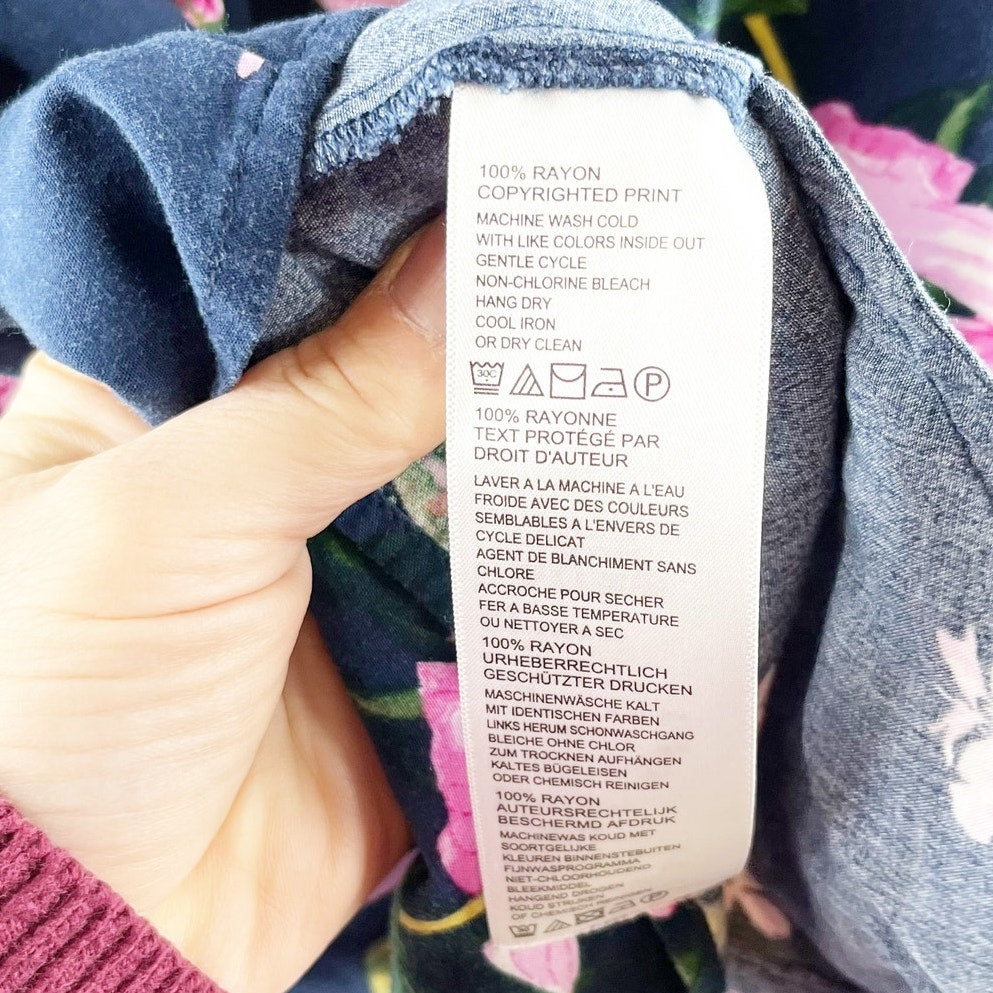 100% RAYON
COPYRIGHTED PRINT
MACHINE WASH COLD
WITH LIKE COLORS INSIDE OUT
GENTLE CYCLE
NON-CHLORINE BLEACH
HANG DRY
COOL IRON
OR DRY CLEAN
30C P
100% RAYONNE
TEXT PROTÉGÉ PAR
DROIT D'AUTEUR
LAVER A LA MACHINE A L'EAU
FROIDE AVEC DES COULEURS
SEMBLABLES A L'ENVERS DE
CYCLE DELICAT
AGENT DE BLANCHIMENT SANS
CHLORE
ACCROCHE POUR SECHER
FER A BASSE TEMPERATURE
OU NETTOYER A SEC
100% RAYON
URHEBERRECHTLICH
GESCHÜTZTER DRUCKEN
MASCHINENWÄSCHE KALT
MIT IDENTISCHEN FARBEN
LINKS HERUM SCHONWASCHGANG
BLEICHE OHNE CHLOR
ZUM TROCKNEN AUFHÄNGEN
KALTES BÜGELEISEN
ODER CHEMISCH REINIGEN
100% RAYON
AUTEURSRECHTELIJK
BESCHERMD AFDRUK
MACHINEWAS KOUD MET
SOORTGELIJKE
KLEUREN BINNENSTEBUITEN
FIJNWASPROGRAMMA
NIET-CHLOORHOUDEND
BLEEKMIDDEL
HANGEND DROGEN
KOUD STRIJKEN
OF CHEMISCH REINIGEN